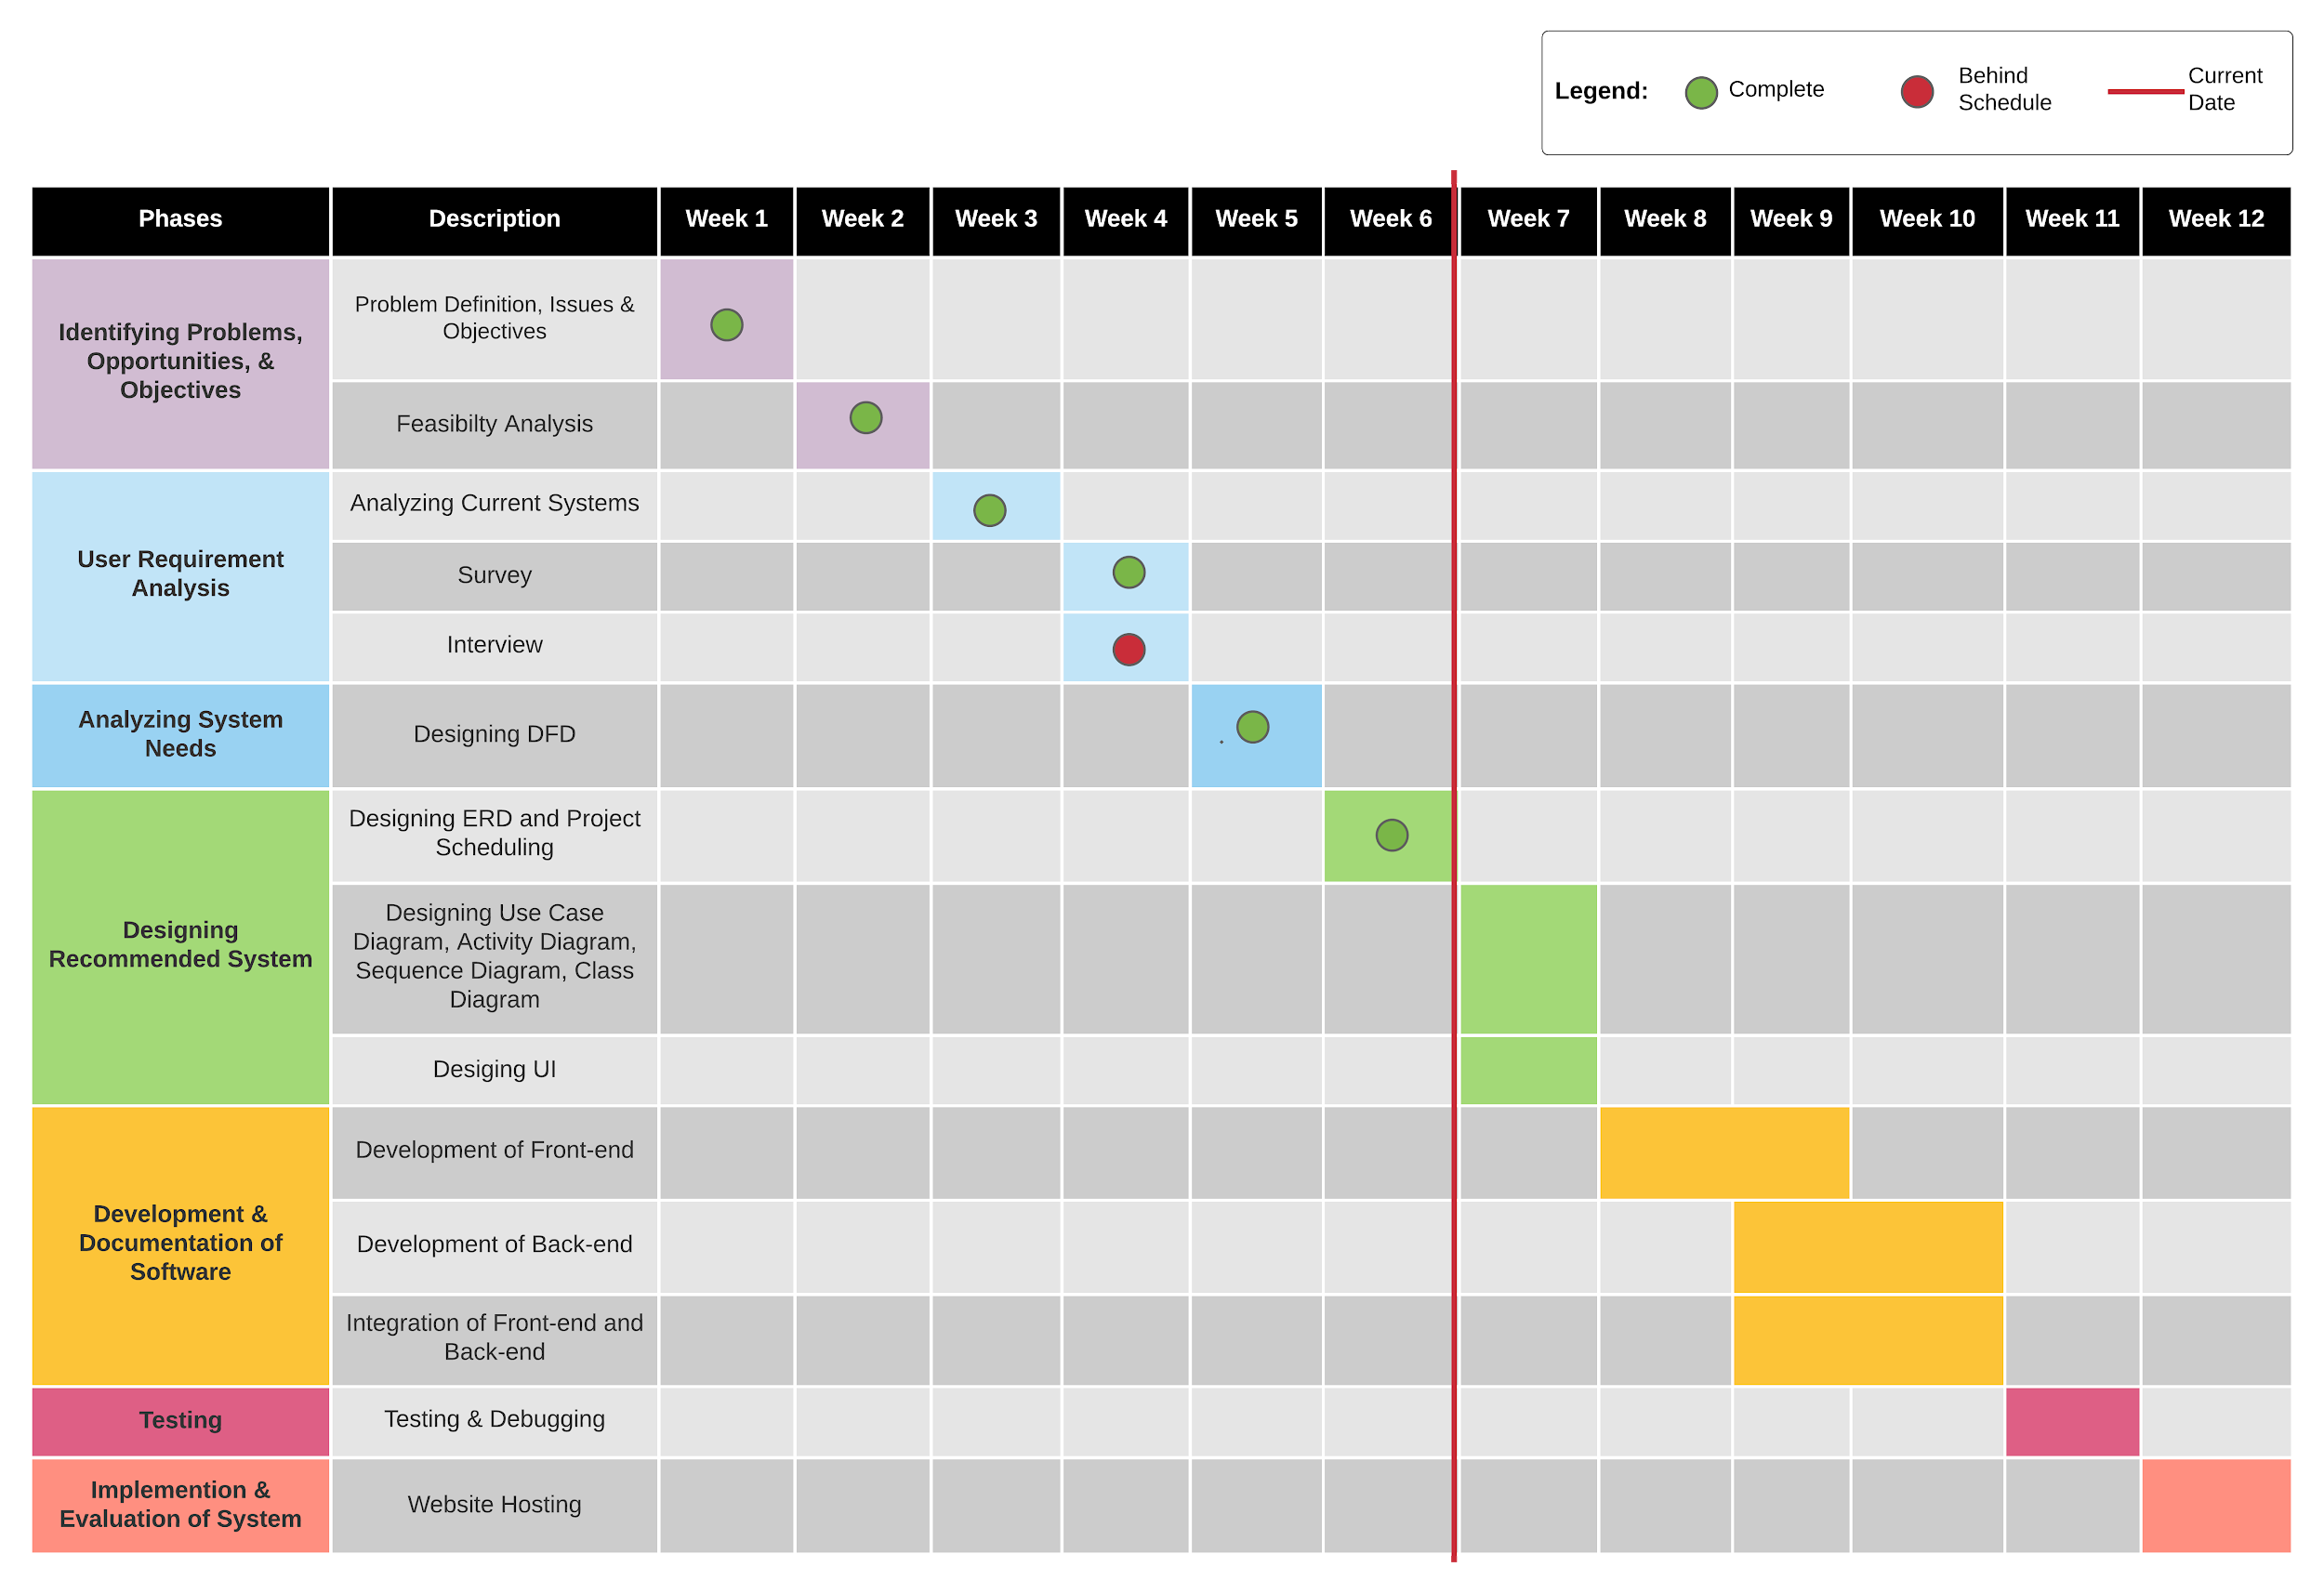 Legend:
Complete
Behind
Schedule
Current
Date
Phases
Description
Week 1
Week 2
Week 3
Week 4
Week 5
Week 6
Week 7
Week 8
Week 9
Week 10
Week 11
Week 12
Identifying Problems,
Opportunities, &
Objectives
Problem Definition, Issues &
Objectives
Feasibilty Analysis
User Requirement
Analysis
Analyzing Current Systems
Survey
Interview
Analyzing System
Needs
Designing DFD
.
Designing
Recommended System
Designing ERD and Project
Scheduling
Designing Use Case
Diagram, Activity Diagram,
Sequence Diagram, Class
Diagram
Desiging UI
Development &
Documentation of
Software
Development of Front-end
Development of Back-end
Integration of Front-end and
Back-end
Testing
Testing & Debugging
Implemention &
Evaluation of System
Website Hosting